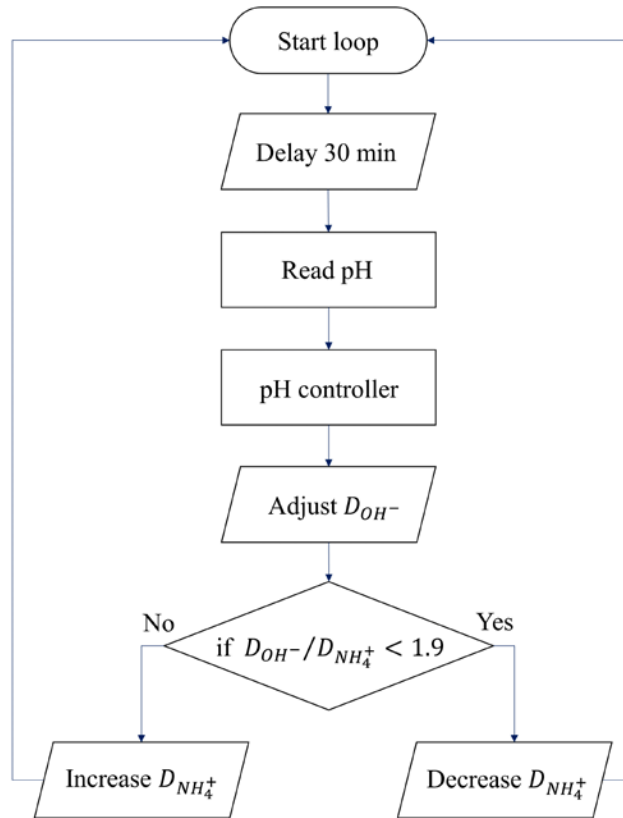 Start loop
Delay 30 min
Read pH
pH controller
Adjust D_{OH^-}
No
Yes
if D_{OH^-}/D_{NH_4^+} < 1.9
Increase D_{NH_4^+}
Decrease D_{NH_4^+}